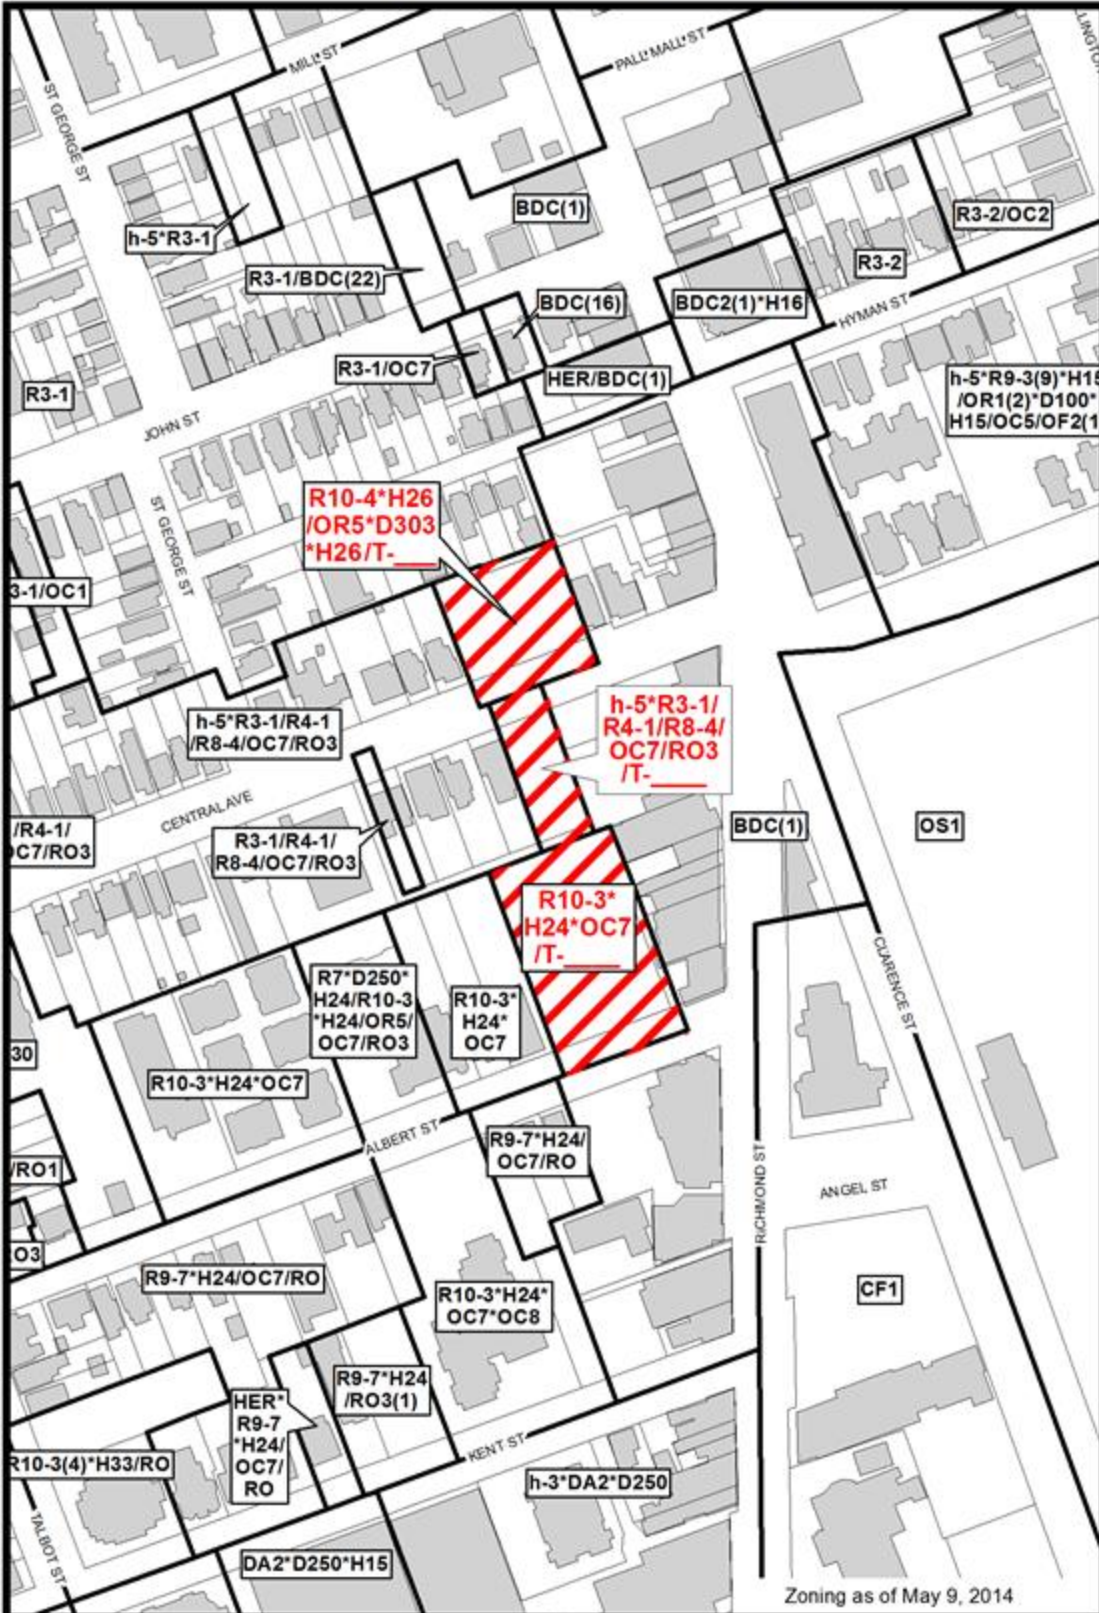 MILL ST
PALL MALL ST
ST GEORGE ST
h-5*R3-1
BDC(1)
R3-2/OC2
R3-2
R3-1/BDC(22)
BDC(16)
BDC2(1)*H16
HYMAN ST
R3-1/OC7
HER/BDC(1)
R3-1
h-5*R9-3(9)*H15
/OR1(2)*D100*
H15/OC5/OF2(1
JOHN ST
ST GEORGE ST
R10-4*H26
/OR5*D303
*H26/T-____
3-1/OC1
h-5*R3-1/R4-1
/R8-4/OC7/RO3
h-5*R3-1/
R4-1/R8-4/
OC7/RO3
/T-____
CENTRAL AVE
/R4-1/
OC7/RO3
R3-1/R4-1/
R8-4/OC7/RO3
BDC(1)
OS1
R10-3*
H24*OC7
/T-____
CLARENCE ST
R7*D250*
H24/R10-3
*H24/OR5/
OC7/RO3
R10-3*
H24*
OC7
30
R10-3*H24*OC7
ALBERT ST
R9-7*H24/
OC7/RO
/RO1
RICHMOND ST
ANGEL ST
O3
R9-7*H24/OC7/RO
R10-3*H24*
OC7*OC8
CF1
R9-7*H24
/RO3(1)
HER*
R9-7
*H24/
OC7/
RO
KENT ST
R10-3(4)*H33/RO
h-3*DA2*D250
TALBOT ST
DA2*D250*H15
Zoning as of May 9, 2014